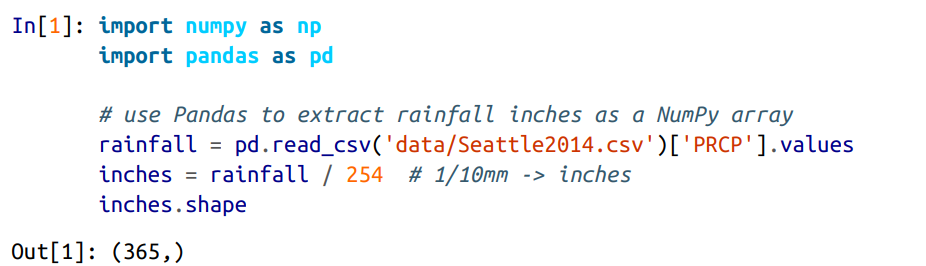 In[1]: import numpy as np
import pandas as pd
# use Pandas to extract rainfall inches as a NumPy array
rainfall = pd.read_csv('data/Seattle2014.csv')['PRCP'].values
inches = rainfall / 254  # 1/10mm -> inches
inches.shape
Out[1]: (365,)